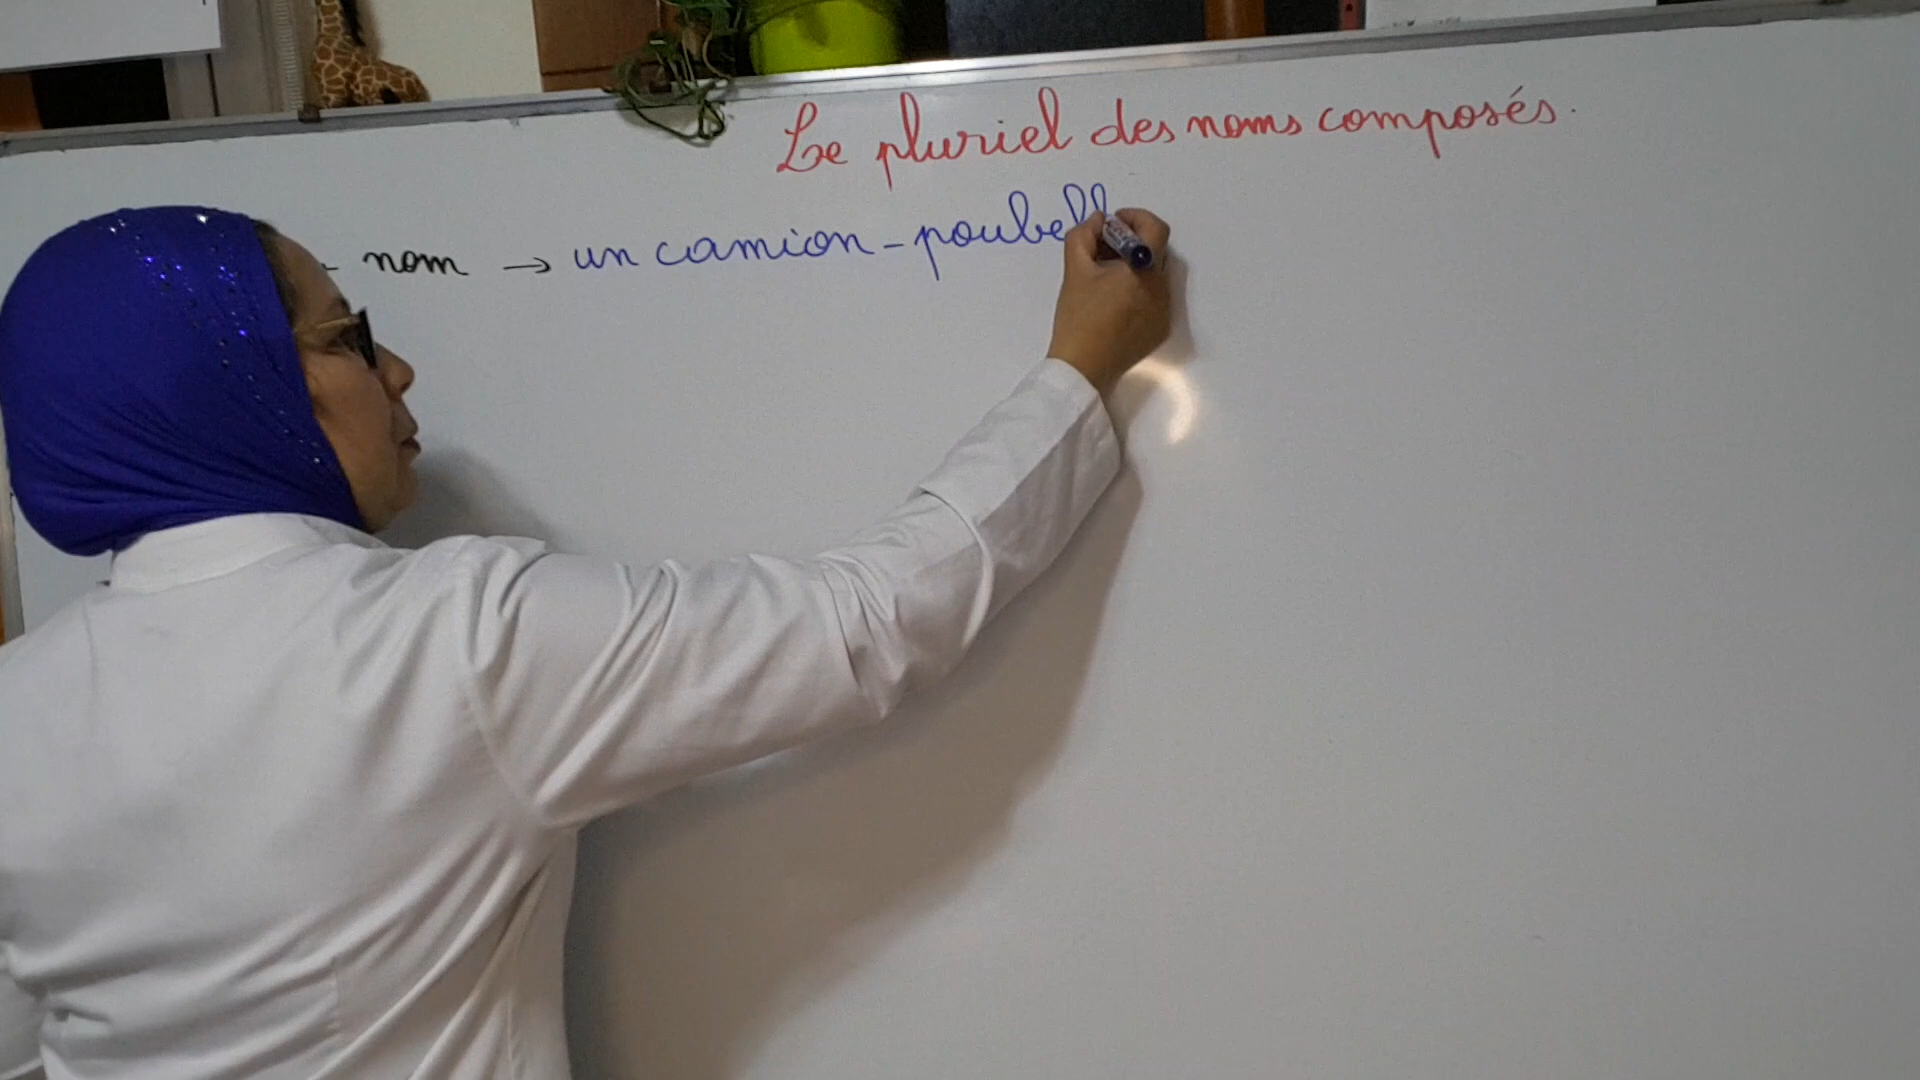 Le pluriel des noms composés.
- nom → un camion-poubell